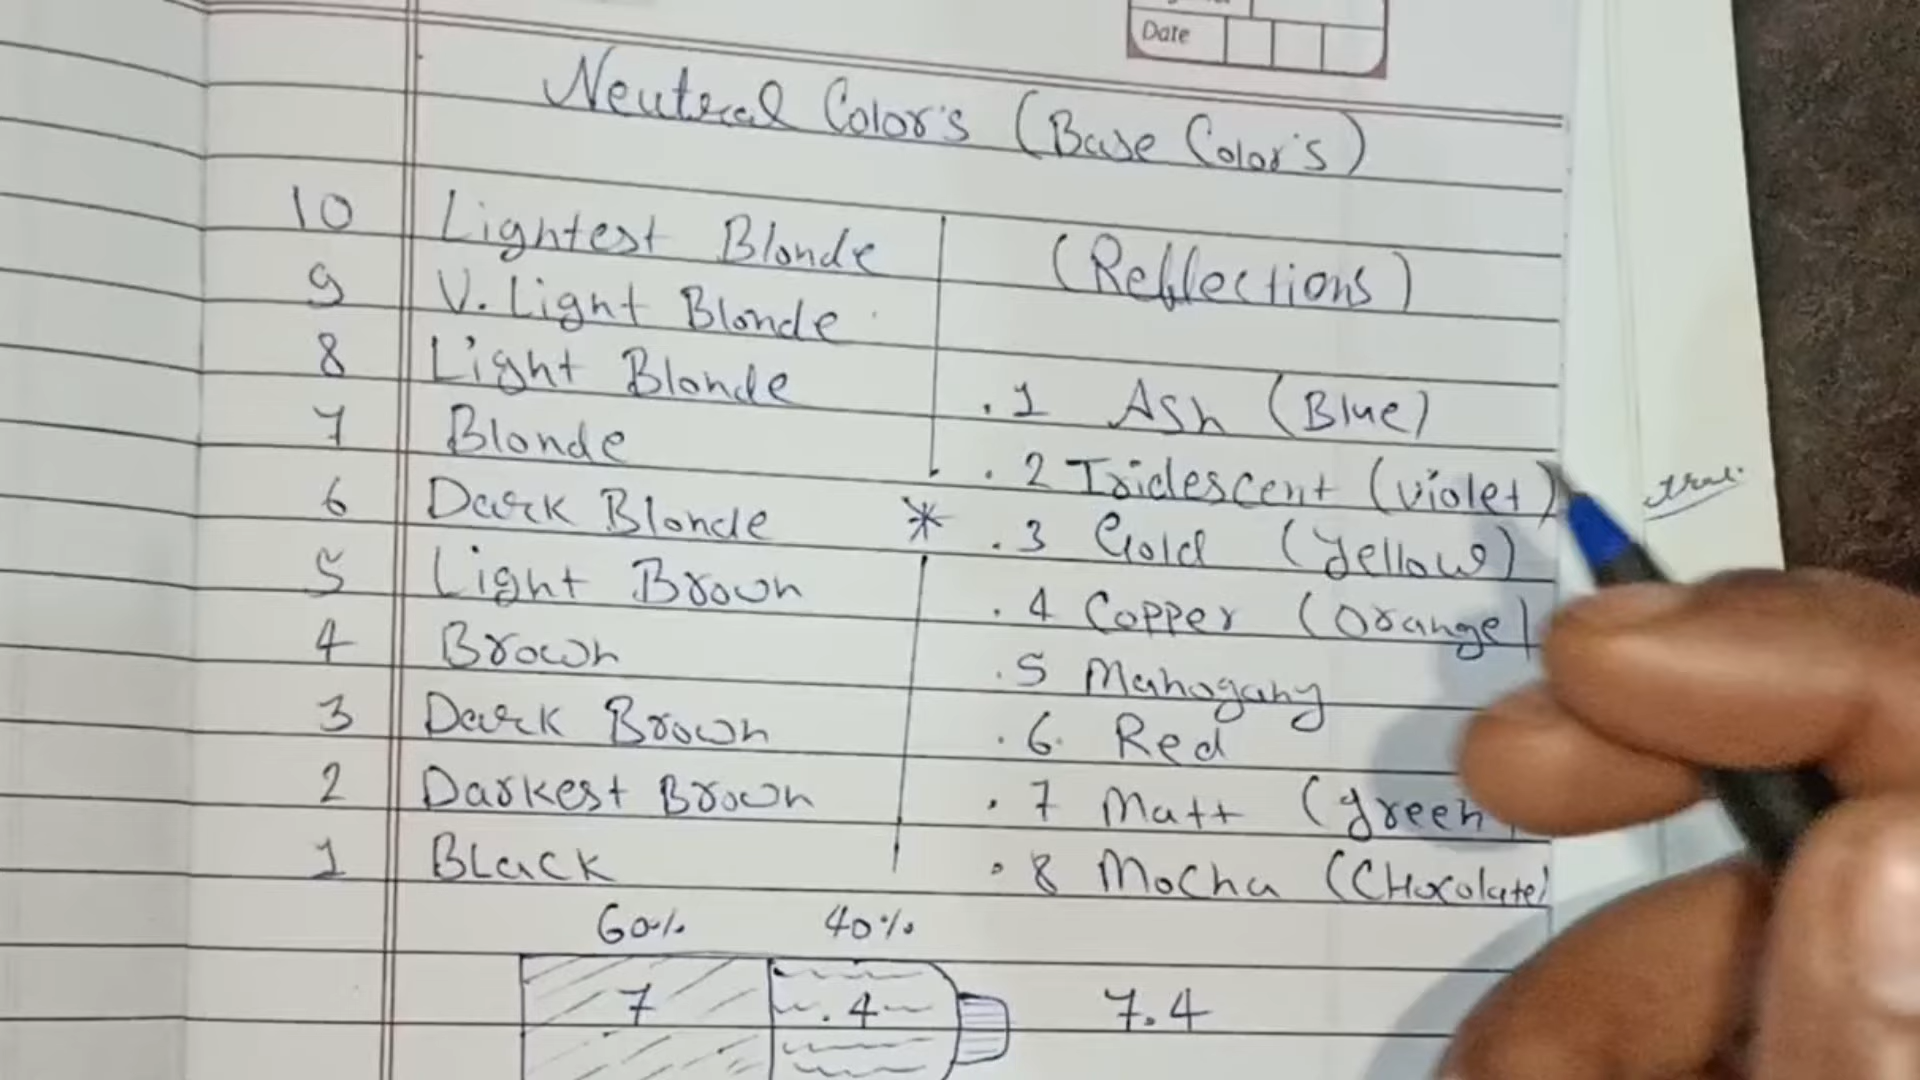 Date
Neutral Color's (Base Color's)
10 Lightest Blonde
9 V. Light Blonde
8 Light Blonde
7 Blonde
6 Dark Blonde
5 Light Brown
4 Brown
3 Dark Brown
2 Darkest Brown
1 Black
(Reflections)
.1 Ash (Blue)
.2 Iridescent (violet)
* .3 Gold (Yellow)
.4 Copper (Orange)
.5 Mahogany
.6 Red
.7 Matt (green)
.8 Mocha (CHocolate)
60% 40%
7 .4 7.4